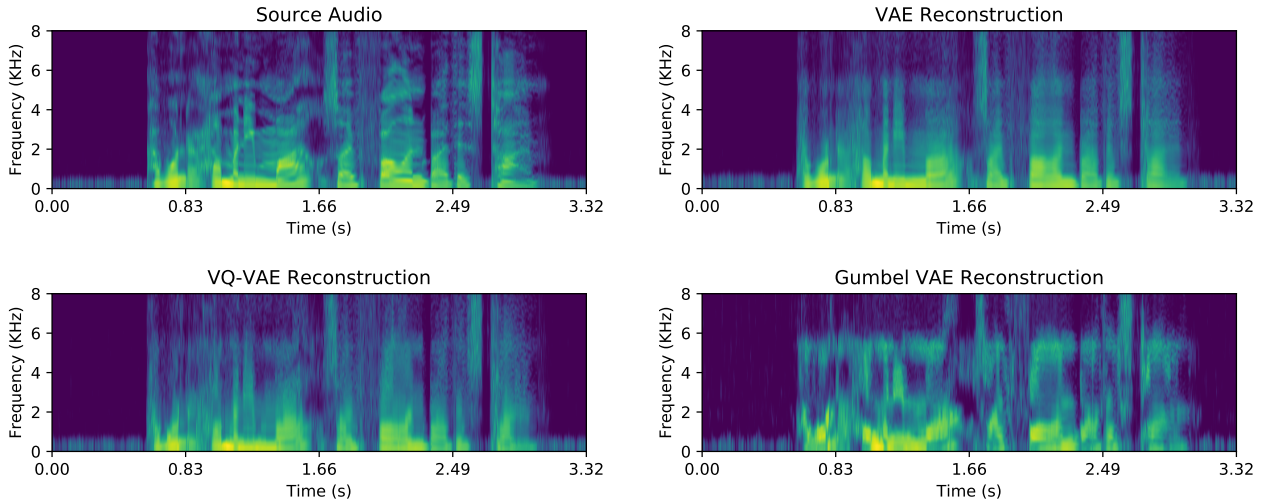 Source Audio
Frequency (KHz)
8
6
4
2
0
0.00 0.83 1.66 2.49 3.32
Time (s)
VAE Reconstruction
Frequency (KHz)
8
6
4
2
0
0.00 0.83 1.66 2.49 3.32
Time (s)
VQ-VAE Reconstruction
Frequency (KHz)
8
6
4
2
0
0.00 0.83 1.66 2.49 3.32
Time (s)
Gumbel VAE Reconstruction
Frequency (KHz)
8
6
4
2
0
0.00 0.83 1.66 2.49 3.32
Time (s)